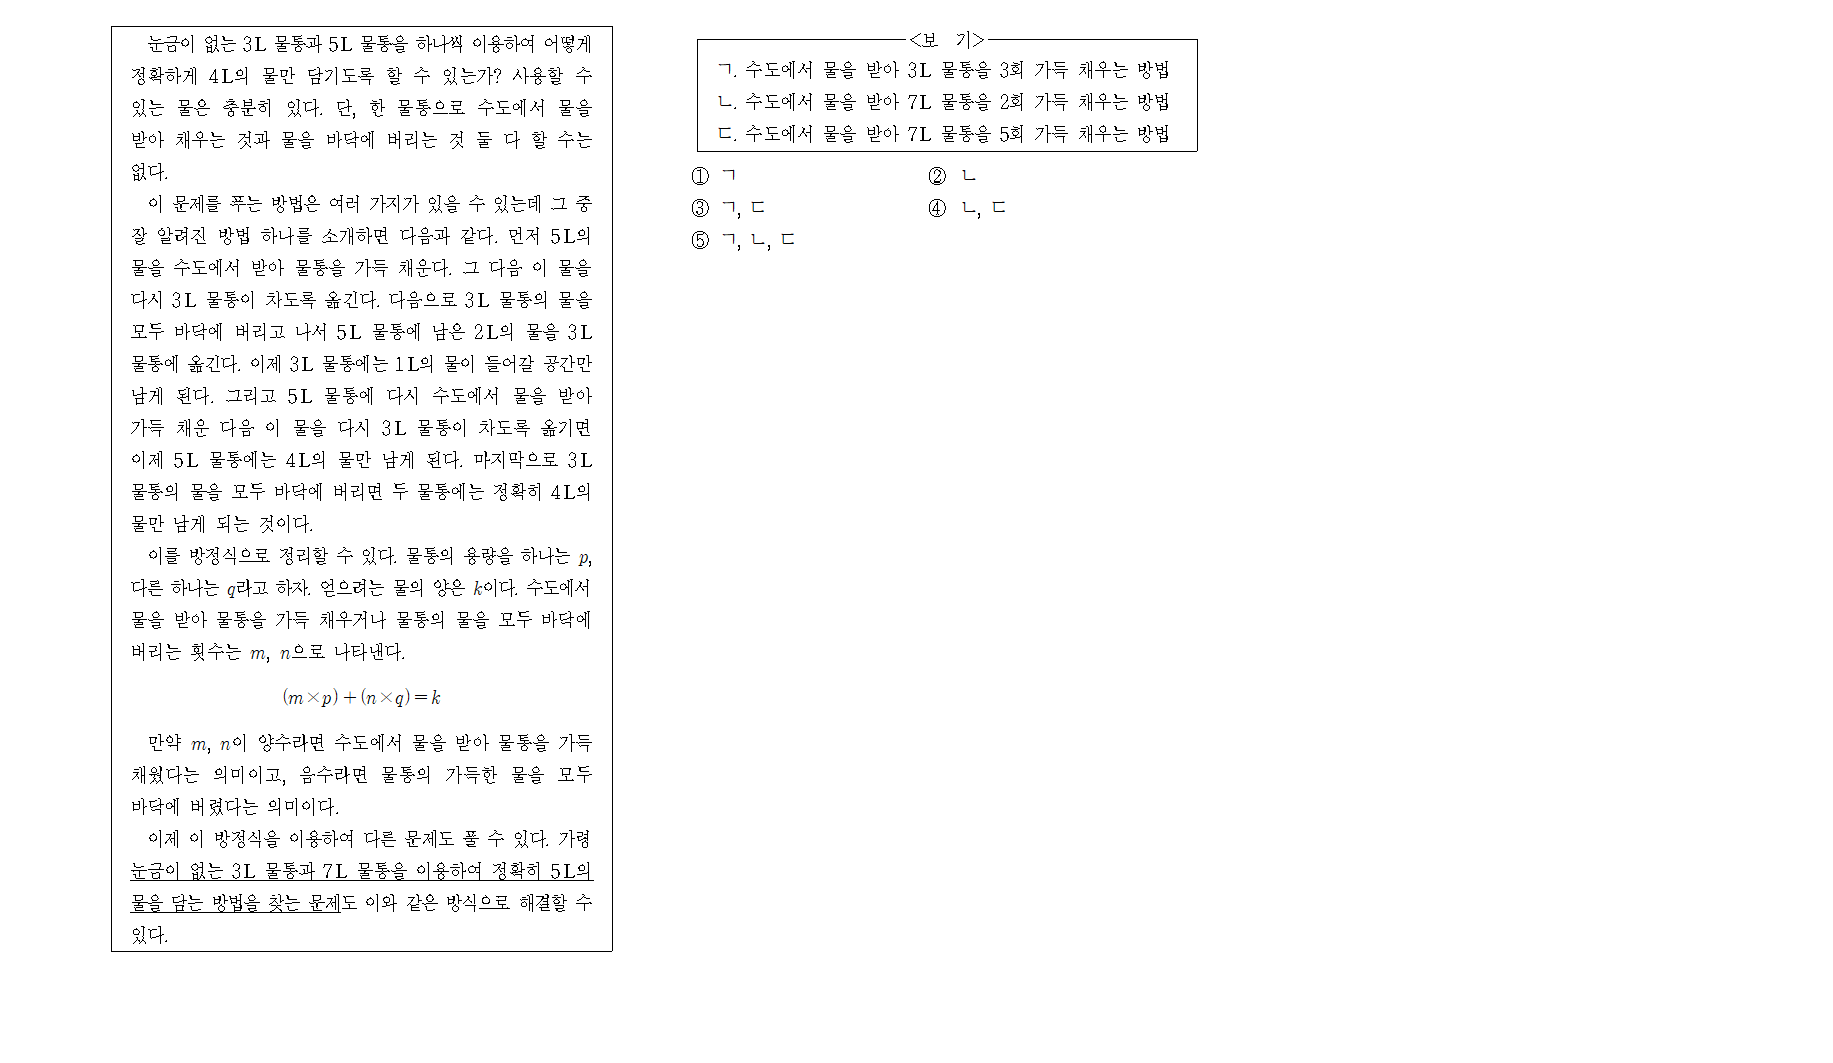 눈금이 없는 3L 물통과 5L 물통을 하나씩 이용하여 어떻게
정확하게 4L의 물만 담기도록 할 수 있는가? 사용할 수
있는 물은 충분히 있다. 단, 한 물통으로 수도에서 물을
받아 채우는 것과 물을 바닥에 버리는 것 둘 다 할 수는
없다.
이 문제를 푸는 방법은 여러 가지가 있을 수 있는데 그 중
잘 알려진 방법 하나를 소개하면 다음과 같다. 먼저 5L의
물을 수도에서 받아 물통을 가득 채운다. 그 다음 이 물을
다시 3L 물통이 차도록 옮긴다. 다음으로 3L 물통의 물을
모두 바닥에 버리고 나서 5L 물통에 남은 2L의 물을 3L
물통에 옮긴다. 이제 3L 물통에는 1L의 물이 들어갈 공간만
남게 된다. 그리고 5L 물통에 다시 수도에서 물을 받아
가득 채운 다음 이 물을 다시 3L 물통이 차도록 옮기면
이제 5L 물통에는 4L의 물만 남게 된다. 마지막으로 3L
물통의 물을 모두 바닥에 버리면 두 물통에는 정확히 4L의
물만 남게 되는 것이다.
이를 방정식으로 정리할 수 있다. 물통의 용량을 하나는 p,
다른 하나는 q라고 하자. 얻으려는 물의 양은 k이다. 수도에서
물을 받아 물통을 가득 채우거나 물통의 물을 모두 바닥에
버리는 횟수는 m, n으로 나타낸다.
(m×p)+(n×q)=k
만약 m, n이 양수라면 수도에서 물을 받아 물통을 가득
채웠다는 의미이고, 음수라면 물통의 가득한 물을 모두
바닥에 버렸다는 의미이다.
이제 이 방정식을 이용하여 다른 문제도 풀 수 있다. 가령
눈금이 없는 3L 물통과 7L 물통을 이용하여 정확히 5L의
물을 담는 방법을 찾는 문제도 이와 같은 방식으로 해결할 수
있다.
<보 기>
ㄱ. 수도에서 물을 받아 3L 물통을 3회 가득 채우는 방법
ㄴ. 수도에서 물을 받아 7L 물통을 2회 가득 채우는 방법
ㄷ. 수도에서 물을 받아 7L 물통을 5회 가득 채우는 방법
① ㄱ ② ㄴ
③ ㄱ, ㄷ ④ ㄴ, ㄷ
⑤ ㄱ, ㄴ, ㄷ